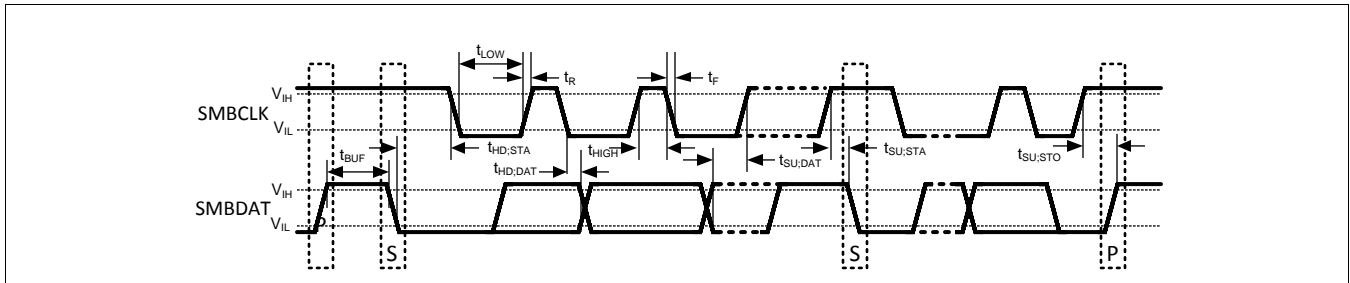 tLOW
tR
tF
VIH
SMBCLK
VIL
tHD;STA
tHIGH
tSU;DAT
tSU;STA
tSU;STO
tBUF
tHD;DAT
VIH
SMBDAT
VIL
P
S
S
P